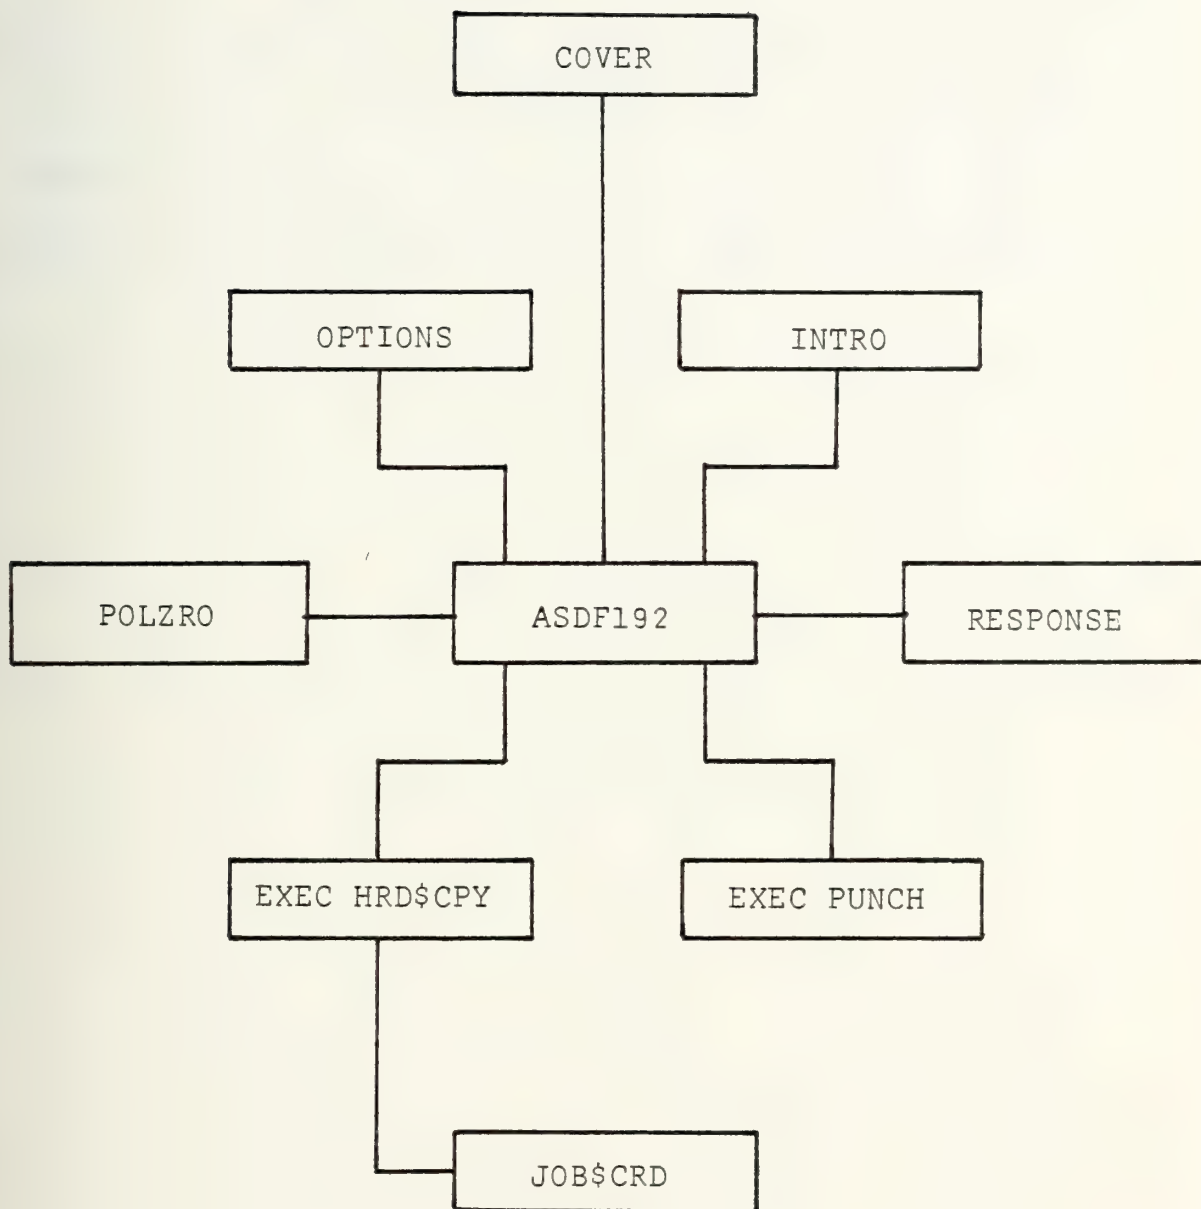 COVER
OPTIONS
INTRO
POLZRO
ASDF192
RESPONSE
EXEC HRD$CPY
EXEC PUNCH
JOB$CRD